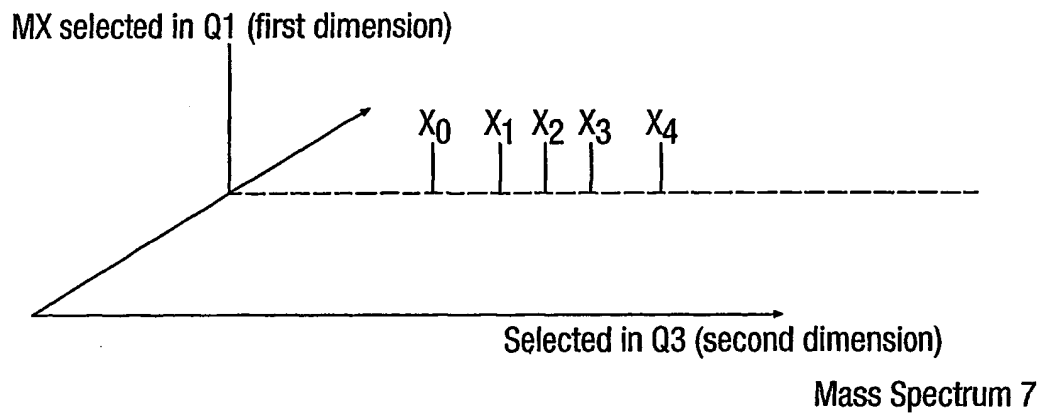 MX selected in Q1 (first dimension)
X0 X1 X2 X3 X4
Selected in Q3 (second dimension)
Mass Spectrum 7